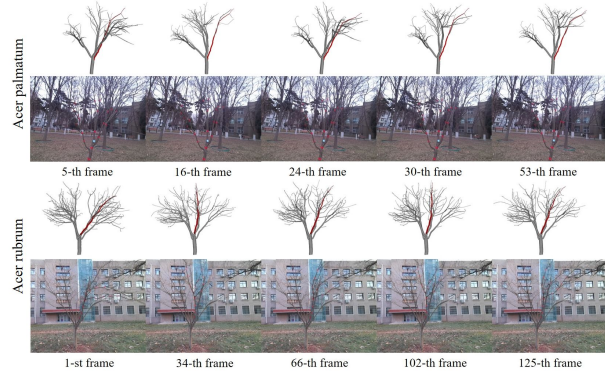 Acer palmatum
5-th frame 16-th frame 24-th frame 30-th frame 53-th frame
Acer rubrum
1-st frame 34-th frame 66-th frame 102-th frame 125-th frame